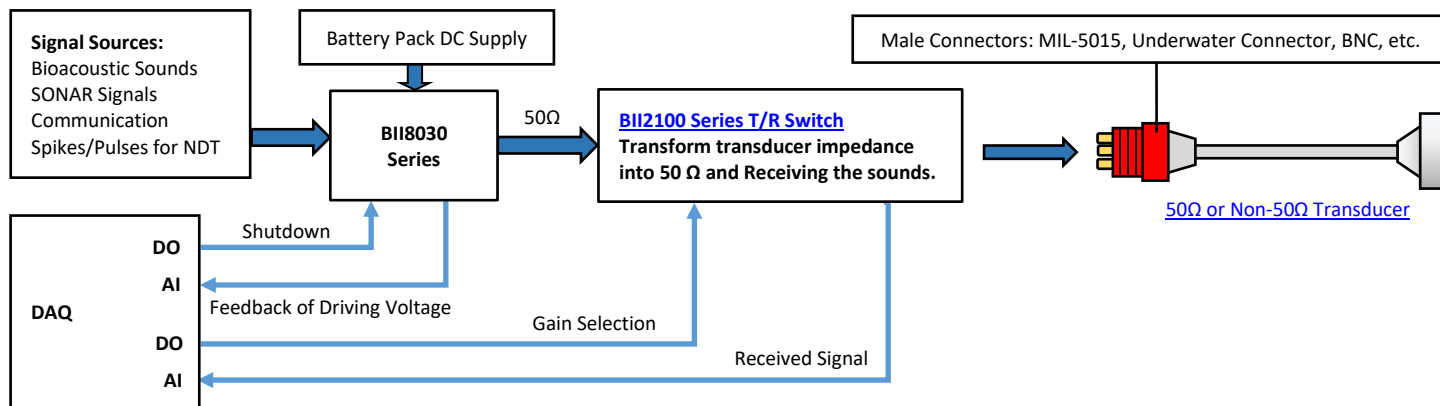 Signal Sources:
Bioacoustic Sounds
SONAR Signals
Communication
Spikes/Pulses for NDT
Battery Pack DC Supply
BII8030
Series
50Ω
BII2100 Series T/R Switch
Transform transducer impedance
into 50 Ω and Receiving the sounds.
Male Connectors: MIL-5015, Underwater Connector, BNC, etc.
50Ω or Non-50Ω Transducer
DAQ
DO
Shutdown
AI
Feedback of Driving Voltage
DO
Gain Selection
AI
Received Signal